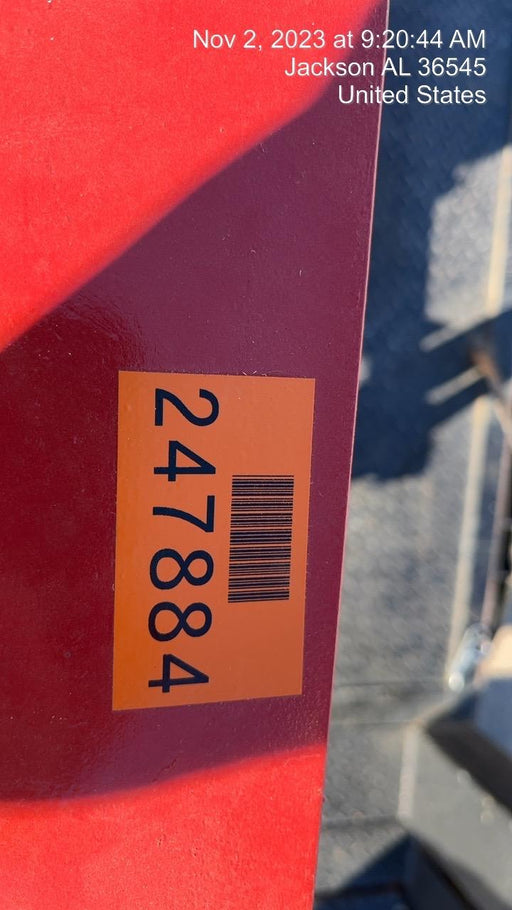 Nov 2, 2023 at 9:20:44 AM
Jackson AL 36545
United States
247884